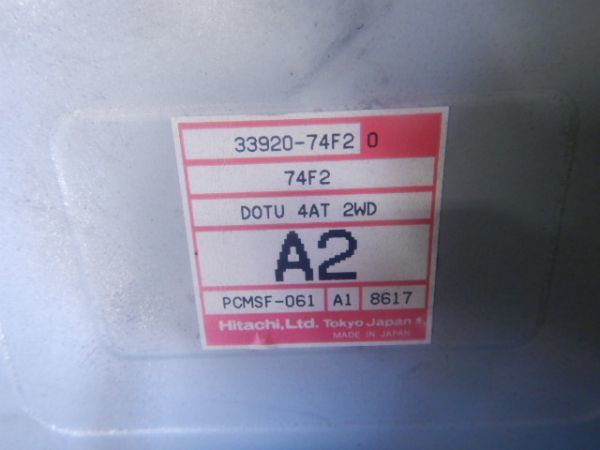 33920-74F2 0
74F2
DOTU 4AT 2WD
A2
PCMSF-061 A1 8617
Hitachi,Ltd. Tokyo Japan
MADE IN JAPAN